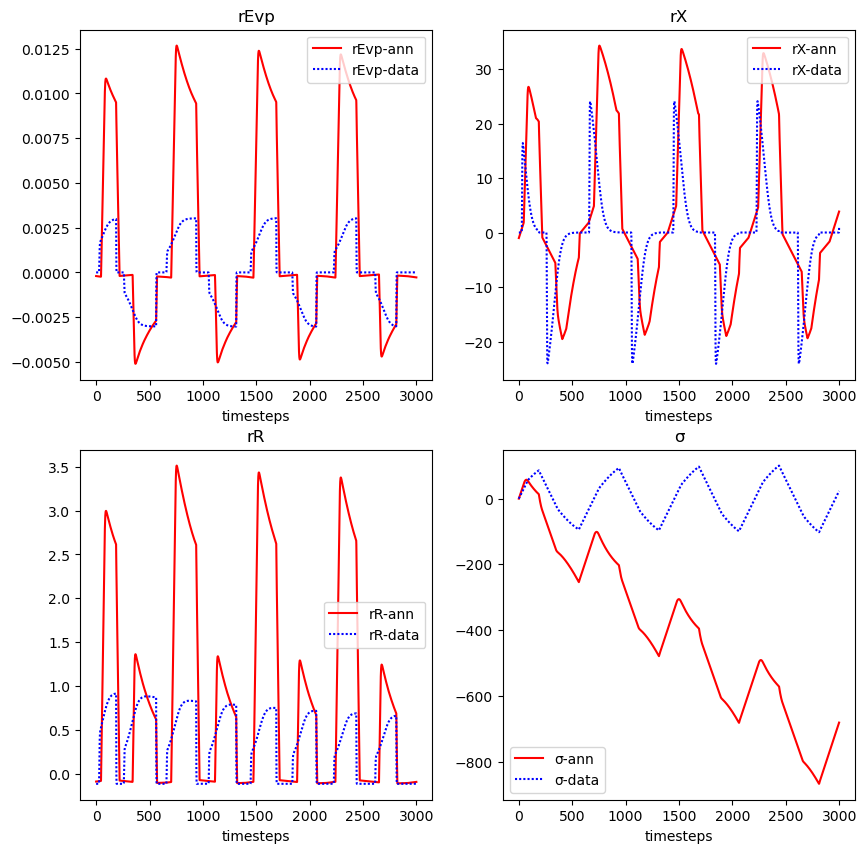 rEvp
0.0125
0.0100
0.0075
0.0050
0.0025
0.0000
−0.0025
−0.0050
rEvp-ann
rEvp-data
0 500 1000 1500 2000 2500 3000
timesteps
rX
30
20
10
0
−10
−20
rX-ann
rX-data
0 500 1000 1500 2000 2500 3000
timesteps
rR
3.5
3.0
2.5
2.0
1.5
1.0
0.5
0.0
rR-ann
rR-data
0 500 1000 1500 2000 2500 3000
timesteps
σ
0
−200
−400
−600
−800
σ-ann
σ-data
0 500 1000 1500 2000 2500 3000
timesteps